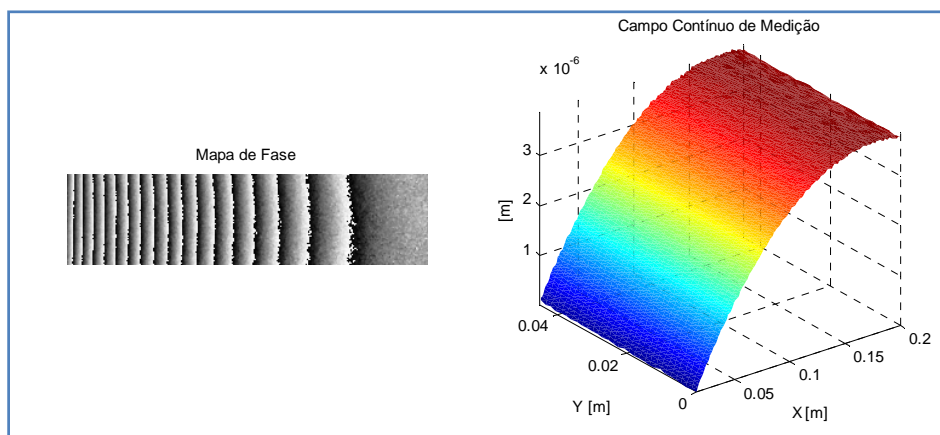 Mapa de Fase
Campo Contínuo de Medição
x 10^-6
3
2
1
[m]
0.04
0.02
0
Y [m]
0.05
0.1
0.15
0.2
X [m]